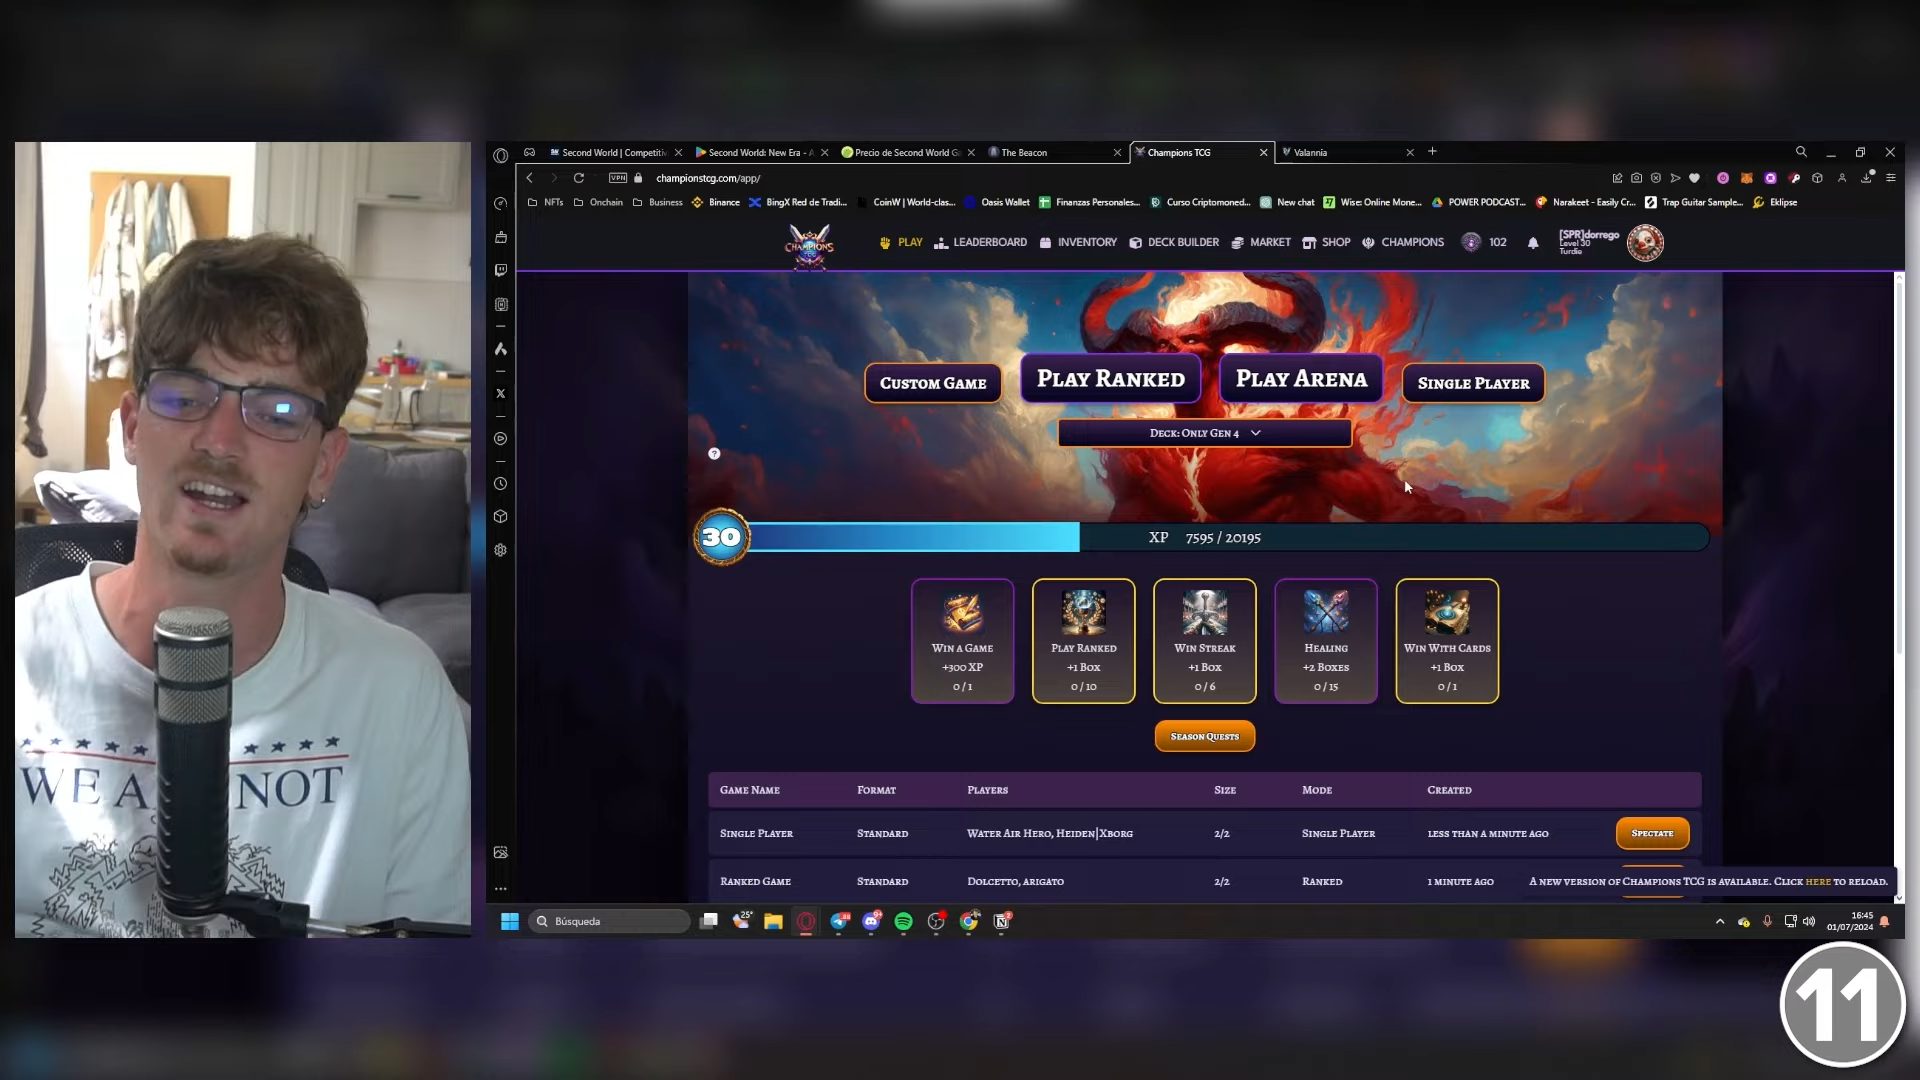 Second World | Competitiv
Second World: New Era - A
Precio de Second World G
The Beacon
Champions TCG
Valannia
VPN
championstcg.com/app/
NFTs
Onchain
Business
Binance
BingX Red de Tradi...
CoinW | World-clas...
Oasis Wallet
Finanzas Personales...
Curso Criptomoned...
New chat
Wise: Online Mone...
POWER PODCAST...
Narakeet - Easily Cr...
Trap Guitar Sample...
Eklipse
CHAMPIONS
TCG
PLAY
LEADERBOARD
INVENTORY
DECK BUILDER
MARKET
SHOP
CHAMPIONS
102
[SPR]dorrego
Level 30
Turdie
Custom Game
Play Ranked
Play Arena
Single Player
Deck: Only Gen 4
?
30
XP 7595 / 20195
Win a Game
+300 XP
0 / 1
Play Ranked
+1 Box
0 / 10
Win Streak
+1 Box
0 / 6
Healing
+2 Boxes
0 / 15
Win With Cards
+1 Box
0 / 1
Season Quests
Game Name Format Players Size Mode Created
Single Player Standard Water Air Hero, Heiden|Xborg 2/2 Single Player less than a minute ago Spectate
Ranked Game Standard Dolcetto, arigato 2/2 Ranked 1 minute ago
A new version of Champions TCG is available. Click here to reload.
Búsqueda
25°
16:45
01/07/2024
WE A NOT
11